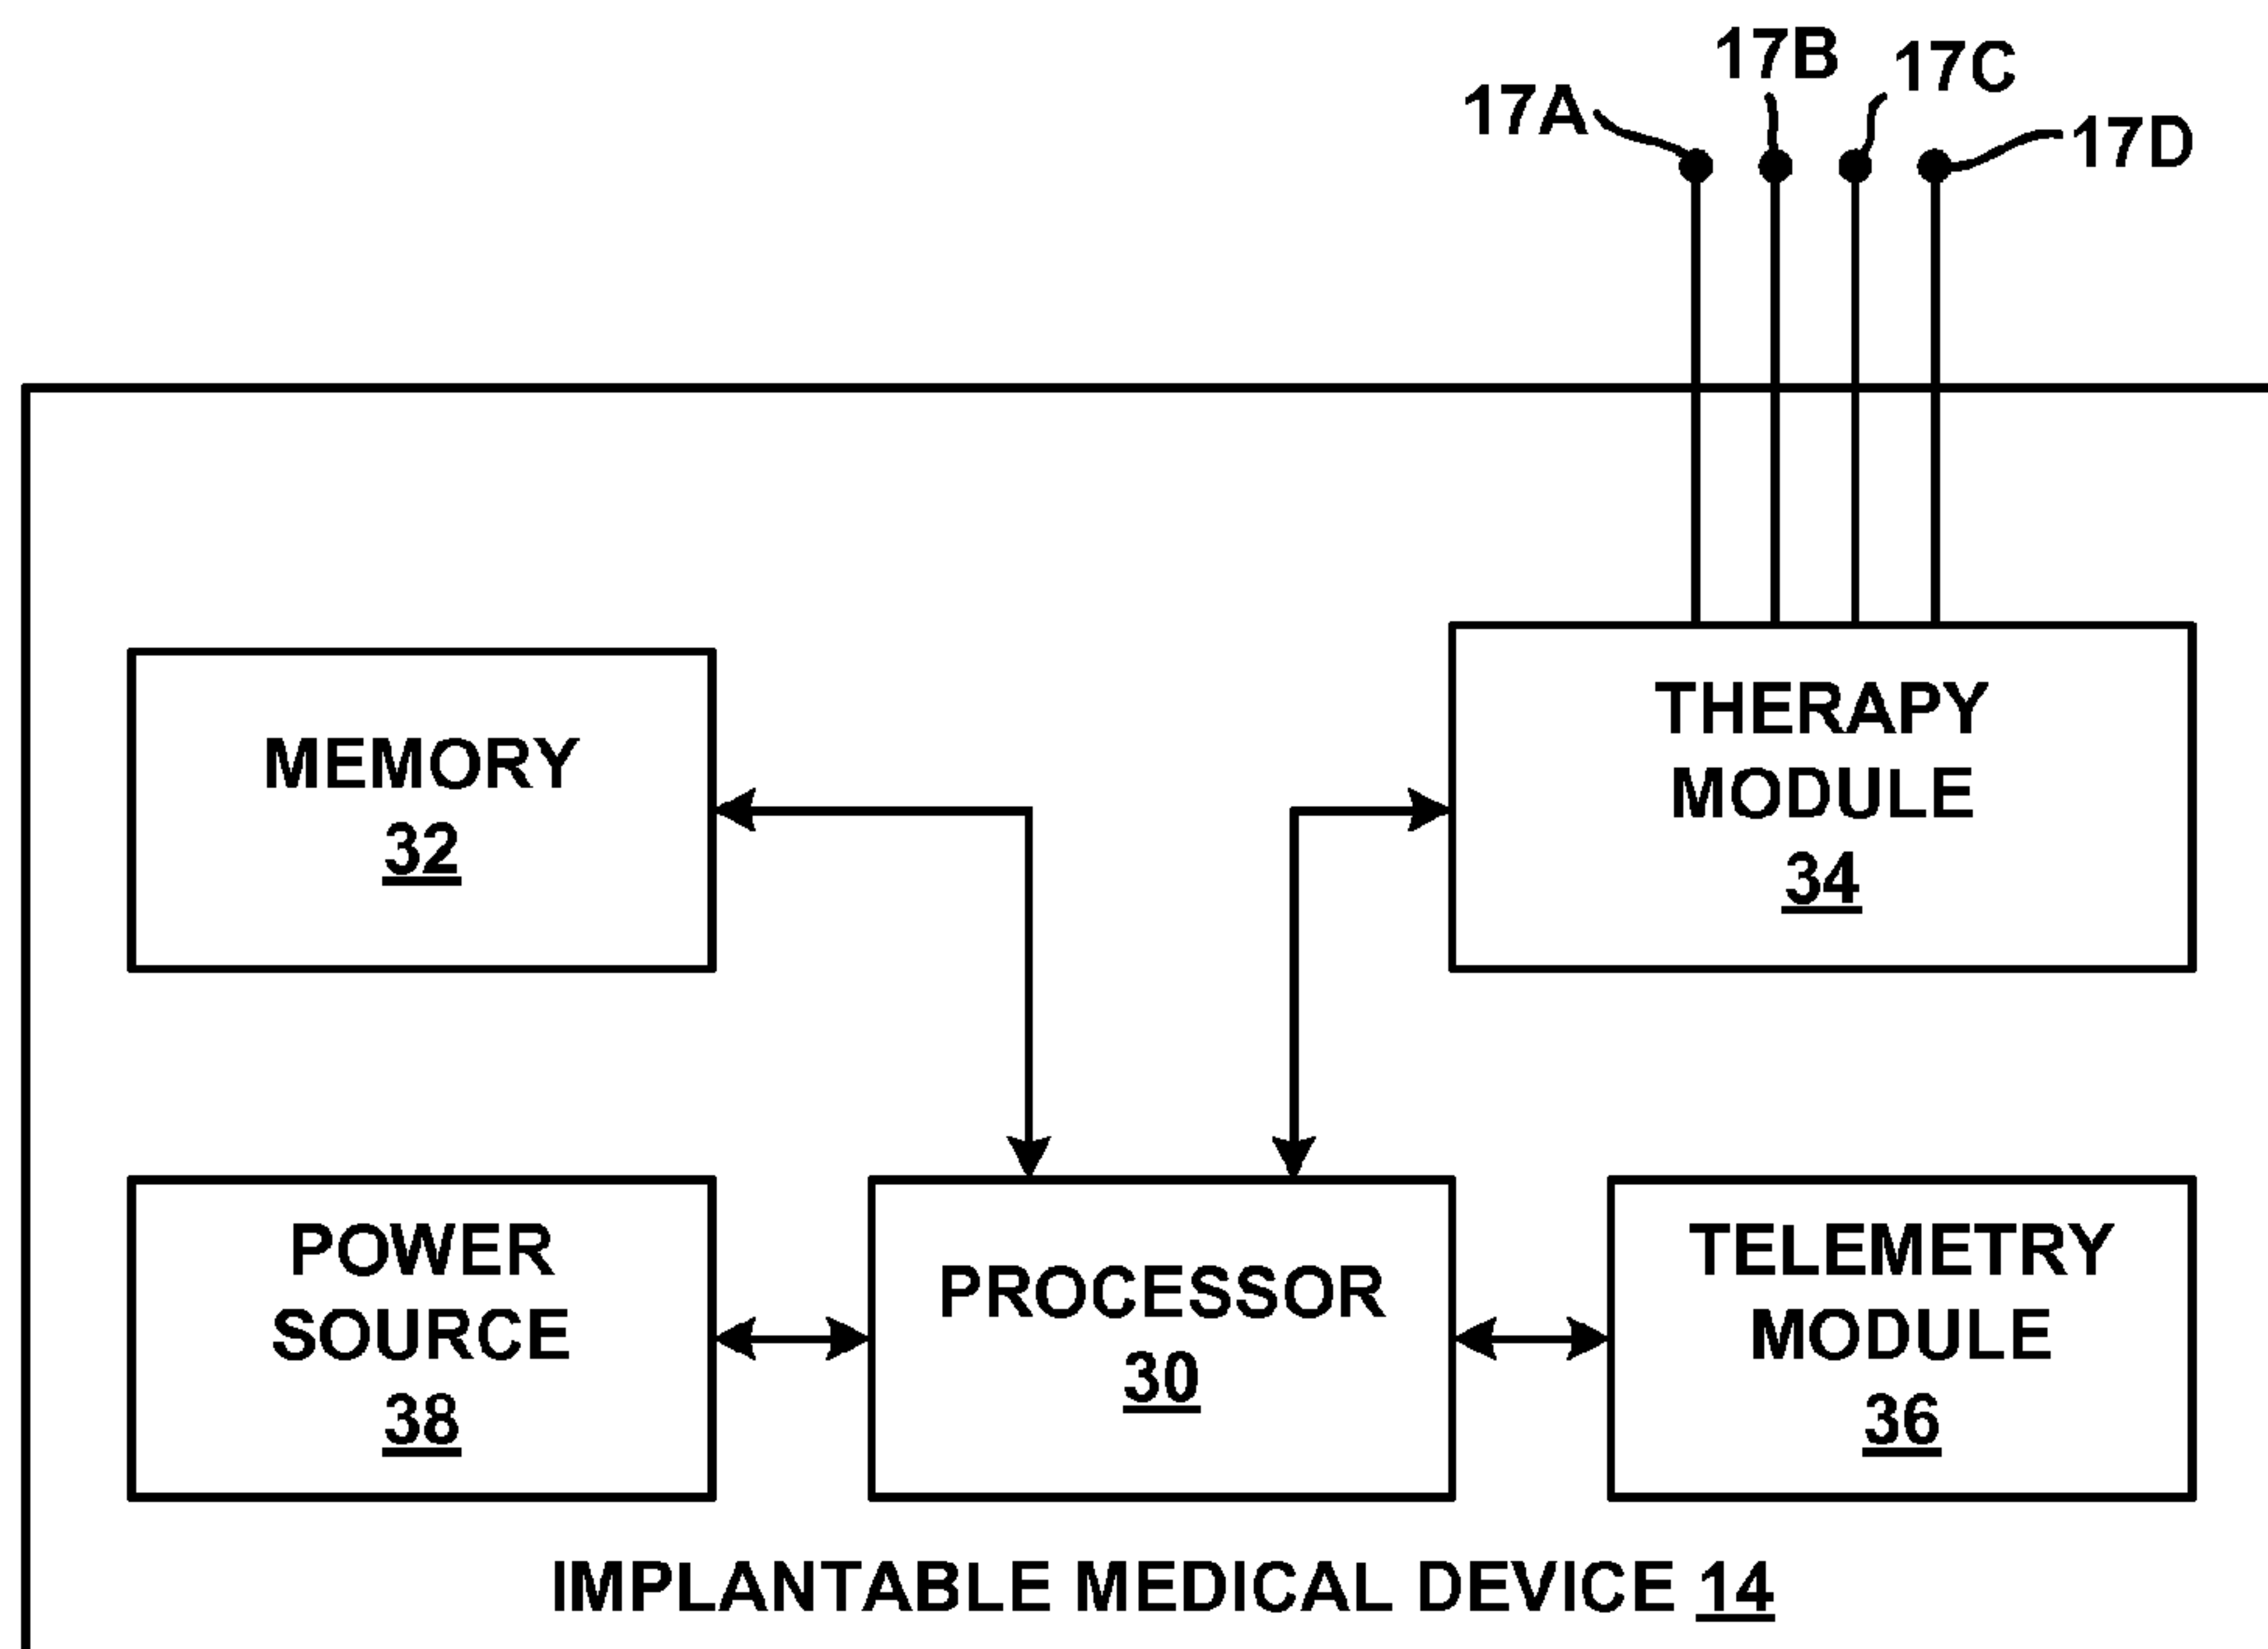 17A
17B
17C
17D
MEMORY
32
THERAPY
MODULE
34
POWER
SOURCE
38
PROCESSOR
30
TELEMETRY
MODULE
36
IMPLANTABLE MEDICAL DEVICE 14